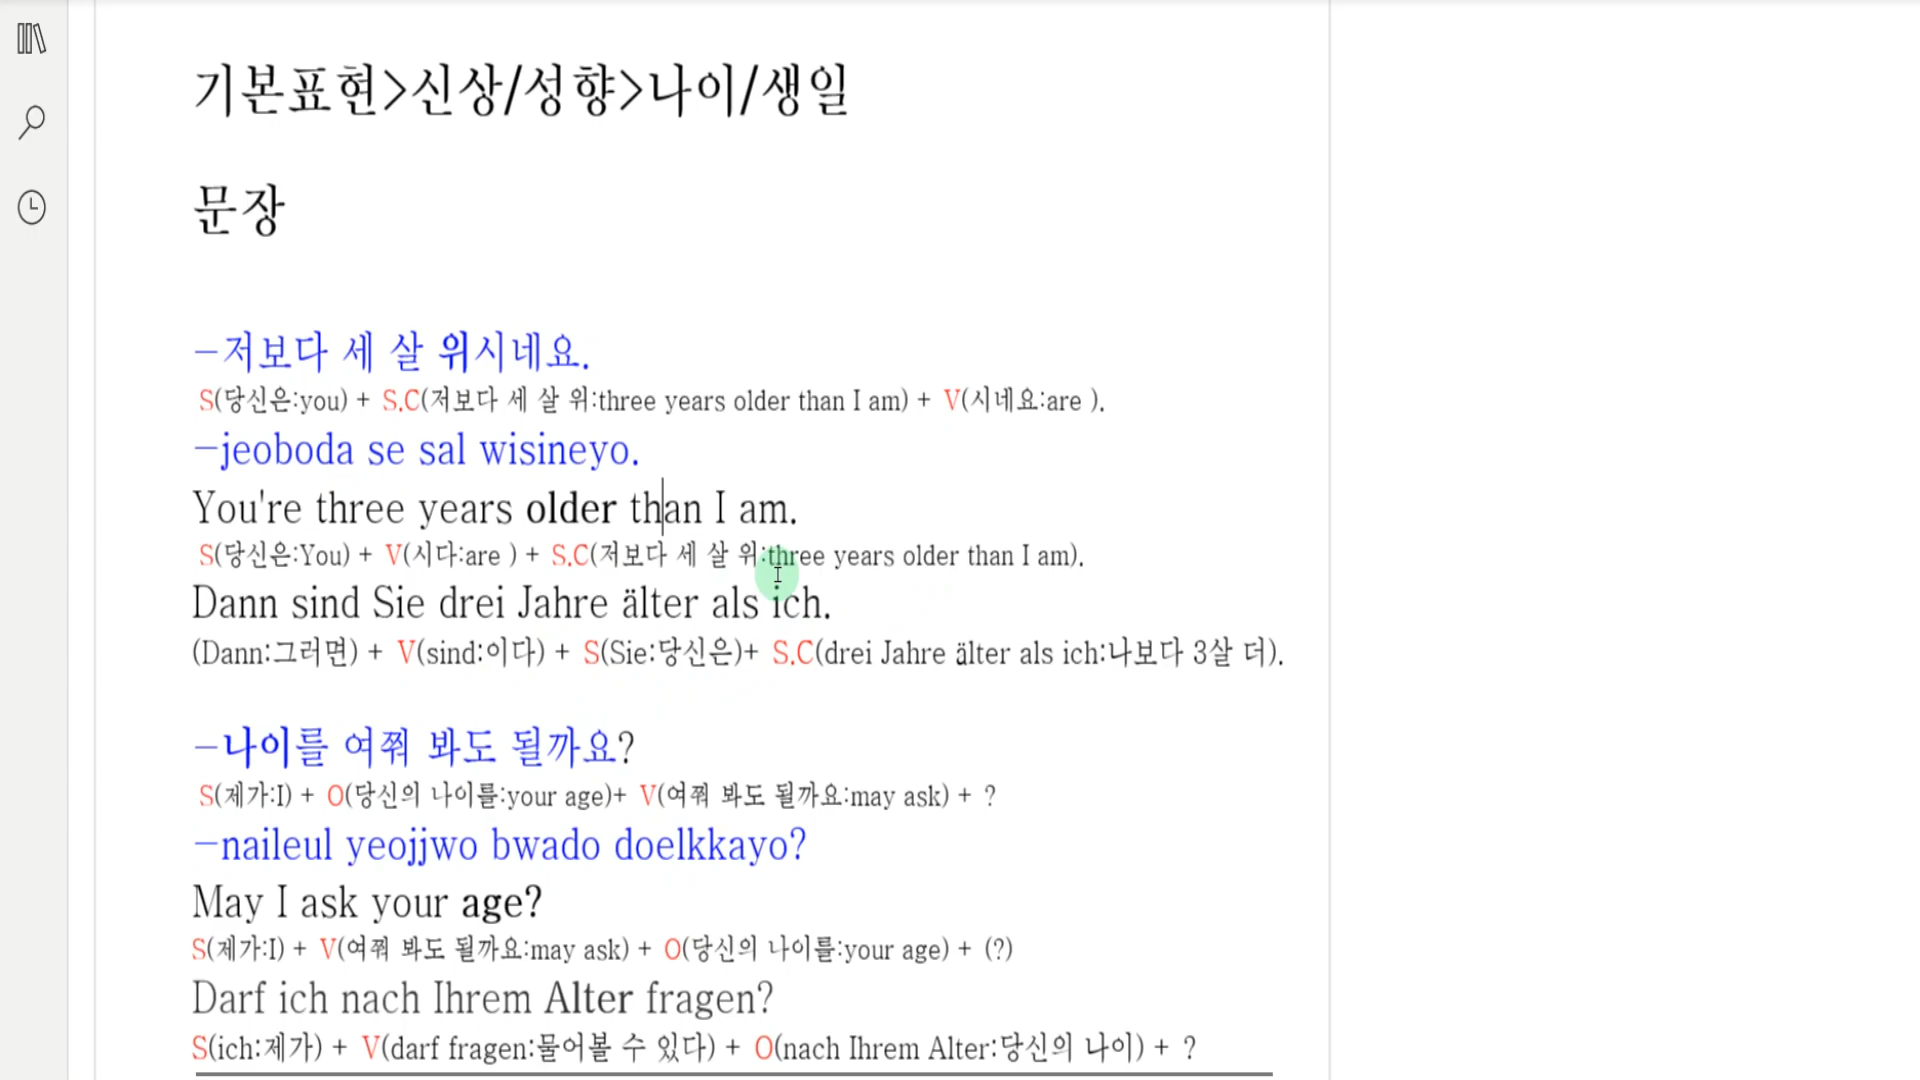 기본표현>신상/성향>나이/생일
문장
-저보다 세 살 위시네요.
S(당신은:you) + S.C(저보다 세 살 위:three years older than I am) + V(시네요:are ).
-jeoboda se sal wisineyo.
You're three years older than I am.
S(당신은:You) + V(시다:are ) + S.C(저보다 세 살 위:three years older than I am).
Dann sind Sie drei Jahre älter als ich.
(Dann:그러면) + V(sind:이다) + S(Sie:당신은)+ S.C(drei Jahre älter als ich:나보다 3살 더).
-나이를 여쭤 봐도 될까요?
S(제가:I) + O(당신의 나이를:your age)+ V(여쭤 봐도 될까요:may ask) + ?
-naileul yeojjwo bwado doelkkayo?
May I ask your age?
S(제가:I) + V(여쭤 봐도 될까요:may ask) + O(당신의 나이를:your age) + (?)
Darf ich nach Ihrem Alter fragen?
S(ich:제가) + V(darf fragen:물어볼 수 있다) + O(nach Ihrem Alter:당신의 나이) + ?